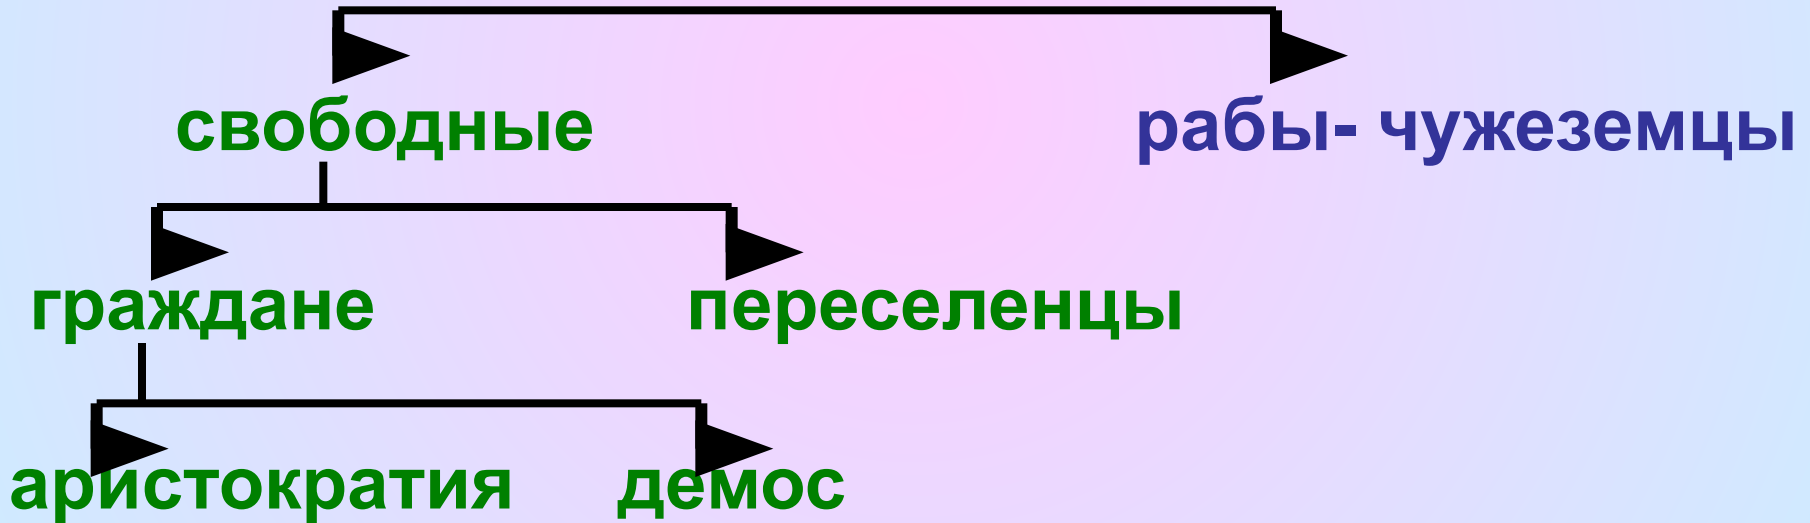 свободные рабы- чужеземцы
граждане переселенцы
аристократия демос